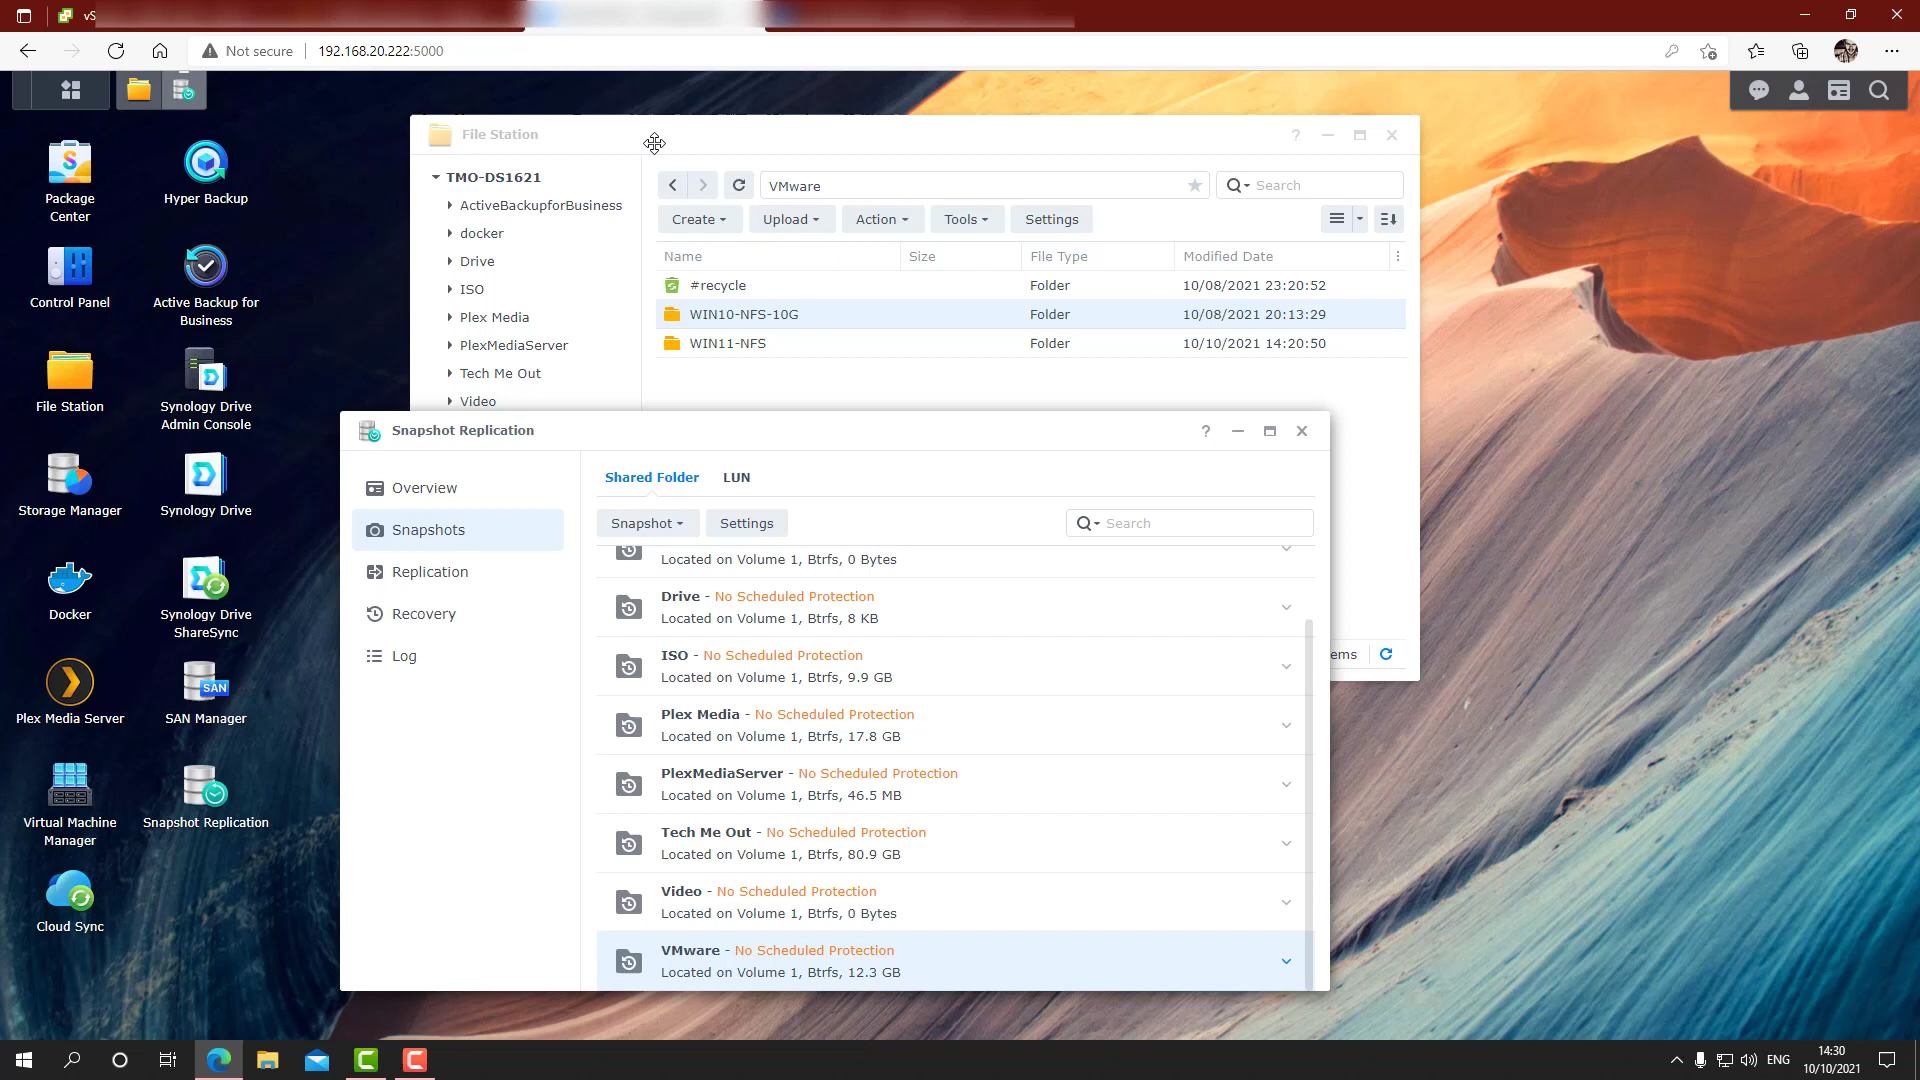 vS
Not secure
192.168.20.222:5000
Package
Center
Hyper Backup
Control Panel
Active Backup for
Business
File Station
Synology Drive
Admin Console
Storage Manager
Synology Drive
Docker
Synology Drive
ShareSync
Plex Media Server
SAN
SAN Manager
Virtual Machine
Manager
Snapshot Replication
Cloud Sync
File Station
TMO-DS1621
ActiveBackupforBusiness
docker
Drive
ISO
Plex Media
PlexMediaServer
Tech Me Out
Video
VMware
Search
Create
Upload
Action
Tools
Settings
Name
Size
File Type
Modified Date
#recycle
Folder
10/08/2021 23:20:52
WIN10-NFS-10G
Folder
10/08/2021 20:13:29
WIN11-NFS
Folder
10/10/2021 14:20:50
ems
Snapshot Replication
Overview
Snapshots
Replication
Recovery
Log
Shared Folder
LUN
Snapshot
Settings
Search
Located on Volume 1, Btrfs, 0 Bytes
Drive - No Scheduled Protection
Located on Volume 1, Btrfs, 8 KB
ISO - No Scheduled Protection
Located on Volume 1, Btrfs, 9.9 GB
Plex Media - No Scheduled Protection
Located on Volume 1, Btrfs, 17.8 GB
PlexMediaServer - No Scheduled Protection
Located on Volume 1, Btrfs, 46.5 MB
Tech Me Out - No Scheduled Protection
Located on Volume 1, Btrfs, 80.9 GB
Video - No Scheduled Protection
Located on Volume 1, Btrfs, 0 Bytes
VMware - No Scheduled Protection
Located on Volume 1, Btrfs, 12.3 GB
ENG
14:30
10/10/2021